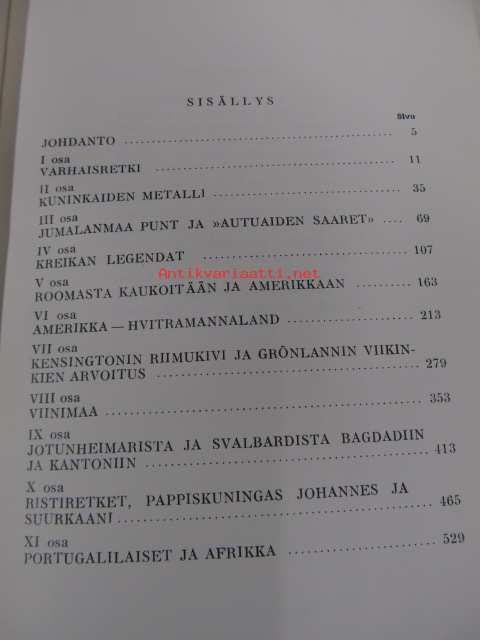 SISÄLLYS
Sivu
JOHDANTO ........ 5
I osa
VARHAISRETKI ........ 11
II osa
KUNINKAIDEN METALLI ........ 35
III osa
JUMALANMAA PUNT JA »AUTUAIDEN SAARET» .... 69
IV osa
KREIKAN LEGENDAT ........ 107
Antikvariaatti.net
V osa
ROOMASTA KAUKOITÄÄN JA AMERIKKAAN ........ 163
VI osa
AMERIKKA — HVITRAMANNALAND ........ 213
VII osa
KENSINGTONIN RIIMUKIVI JA GRÖNLANNIN VIIKIN-
KIEN ARVOITUS ........ 279
VIII osa
VIINIMAA ........ 353
IX osa
JOTUNHEIMARISTA JA SVALBARDISTA BAGDADIIN
JA KANTONIIN ........ 413
X osa
RISTIRETKET, PAPPISKUNINGAS JOHANNES JA
SUURKAANI ........ 465
XI osa
PORTUGALILAISET JA AFRIKKA ........ 529